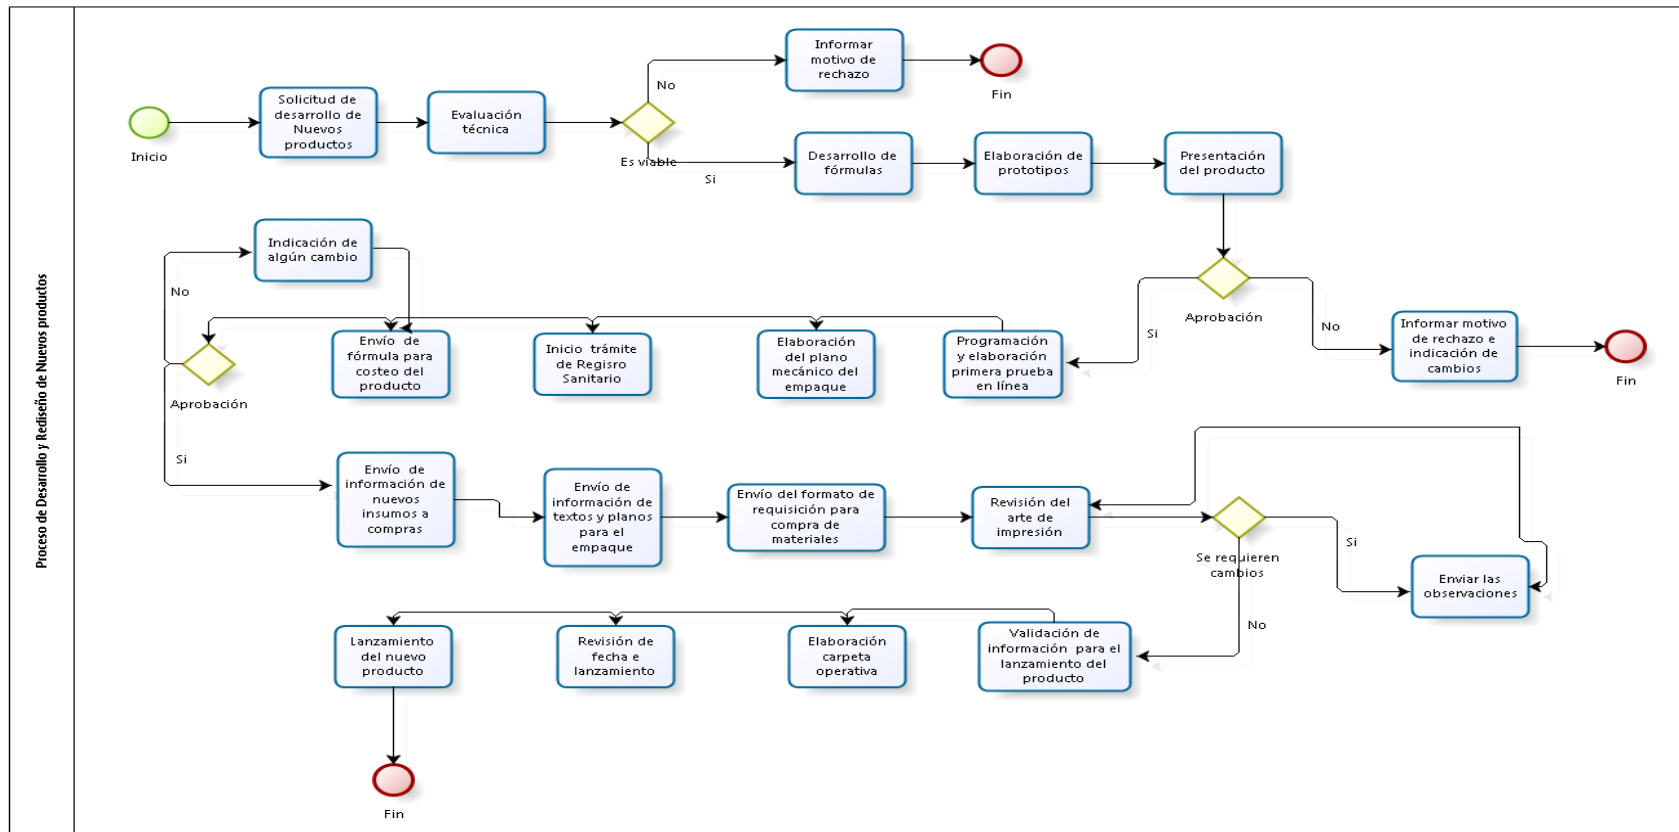 Proceso de Desarrollo y Rediseño de Nuevos productos
Inicio
Solicitud de
desarrollo de
Nuevos
productos
Evaluación
técnica
Es viable
No
Informar
motivo de
rechazo
Fin
Si
Desarrollo de
fórmulas
Elaboración de
prototipos
Presentación
del producto
Aprobación
No
Informar motivo
de rechazo e
indicación de
cambios
Fin
Si
Programación
y elaboración
primera prueba
en línea
Elaboración
del plano
mecánico del
empaque
Inicio trámite
de Regisro
Sanitario
Envío de
fórmula para
costeo del
producto
Indicación de
algún cambio
No
Aprobación
Si
Envío de
información de
nuevos
insumos a
compras
Envío de
información de
textos y planos
para el
empaque
Envío del formato de
requisición para
compra de
materiales
Revisión del
arte de
impresión
Se requieren
cambios
Si
Enviar las
observaciones
No
Validación de
información para el
lanzamiento del
producto
Elaboración
carpeta
operativa
Revisión de
fecha e
lanzamiento
Lanzamiento
del nuevo
producto
Fin